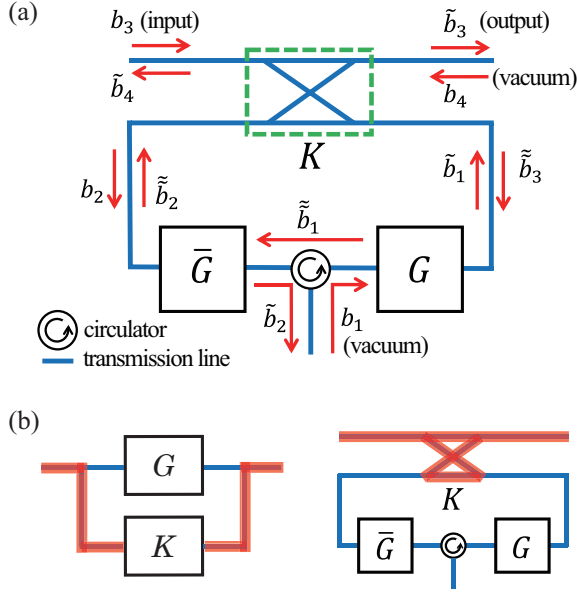 (a)
b₃ (input)
b̃₃ (output)
b̃₄
b₄ (vacuum)
K
b₂
b̃̃₂
b̃̃₁
b̃₁
b̃̃₃
G̅
G
b̃₂
b₁
(vacuum)
circulator
transmission line
(b)
G
K
K
G̅
G